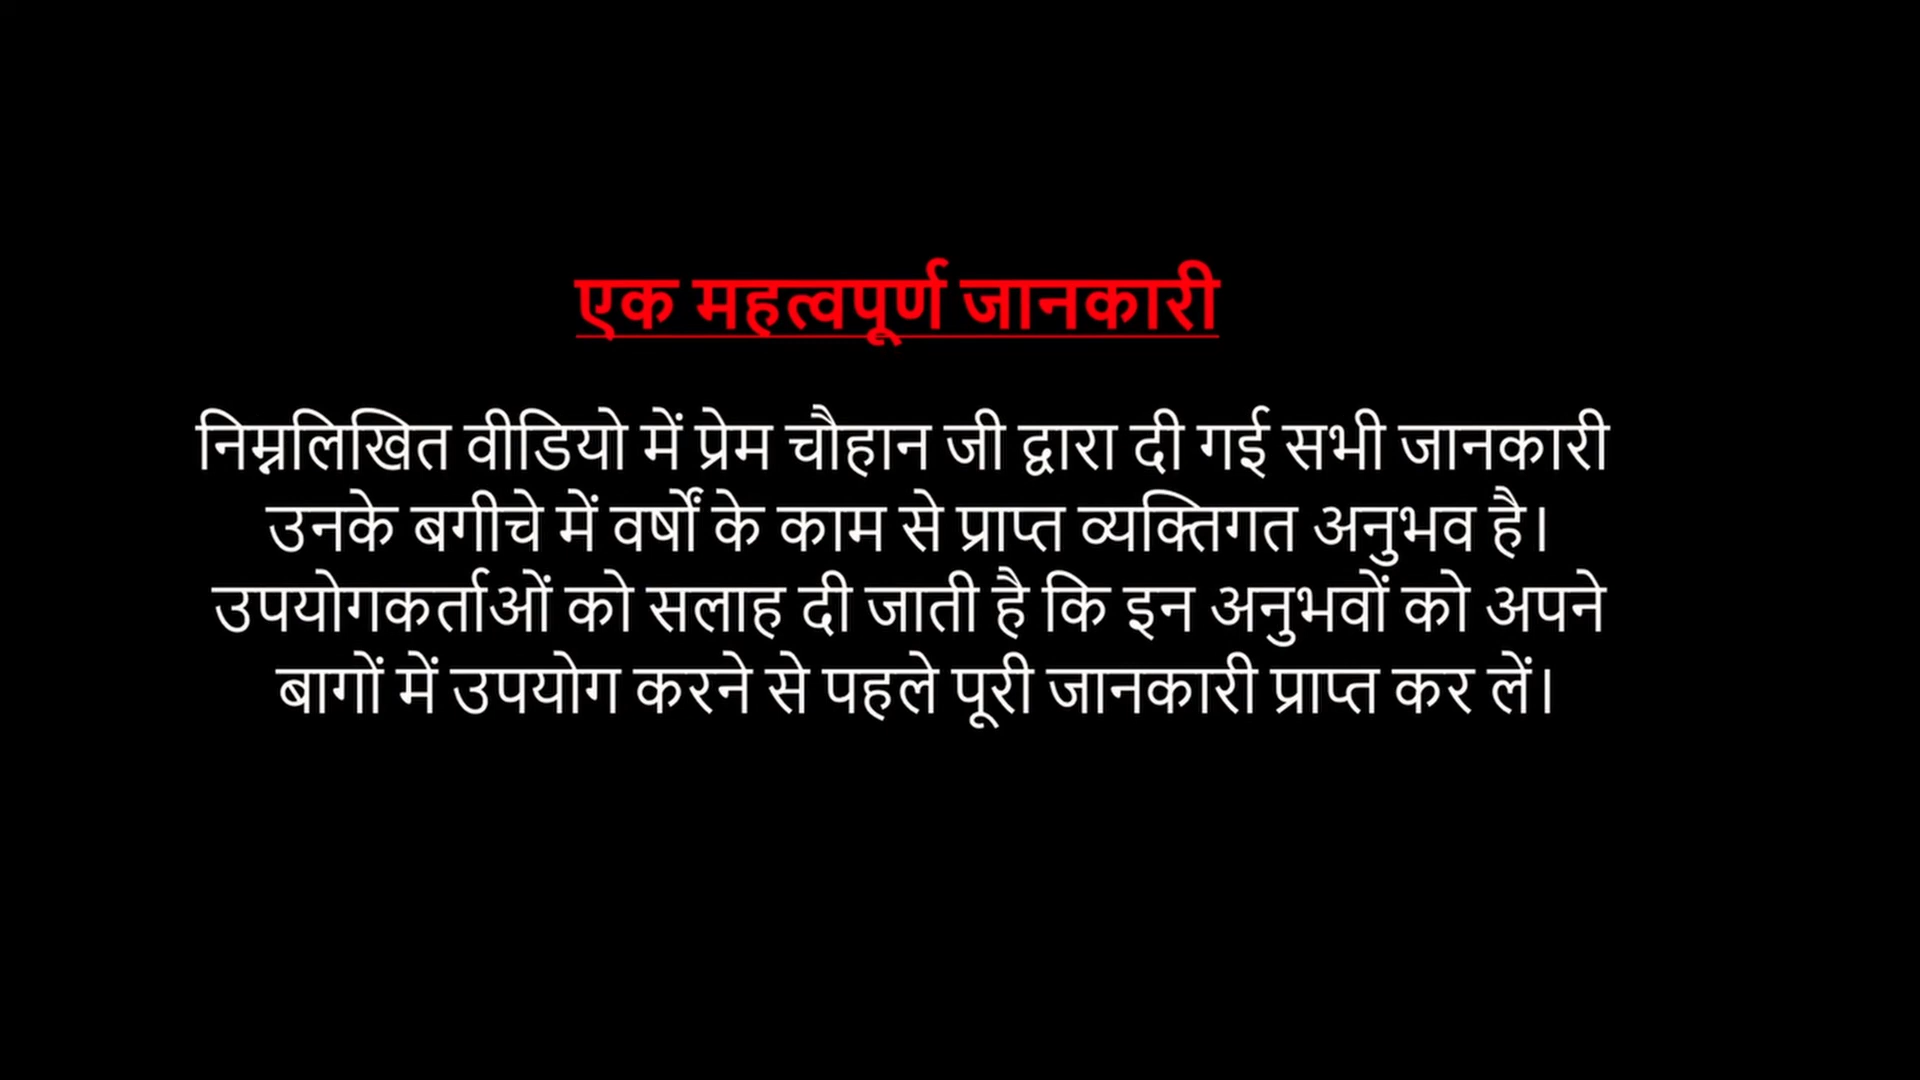 एक महत्वपूर्ण जानकारी
निम्नलिखित वीडियो में प्रेम चौहान जी द्वारा दी गई सभी जानकारी
उनके बगीचे में वर्षों के काम से प्राप्त व्यक्तिगत अनुभव है।
उपयोगकर्ताओं को सलाह दी जाती है कि इन अनुभवों को अपने
बागों में उपयोग करने से पहले पूरी जानकारी प्राप्त कर लें।